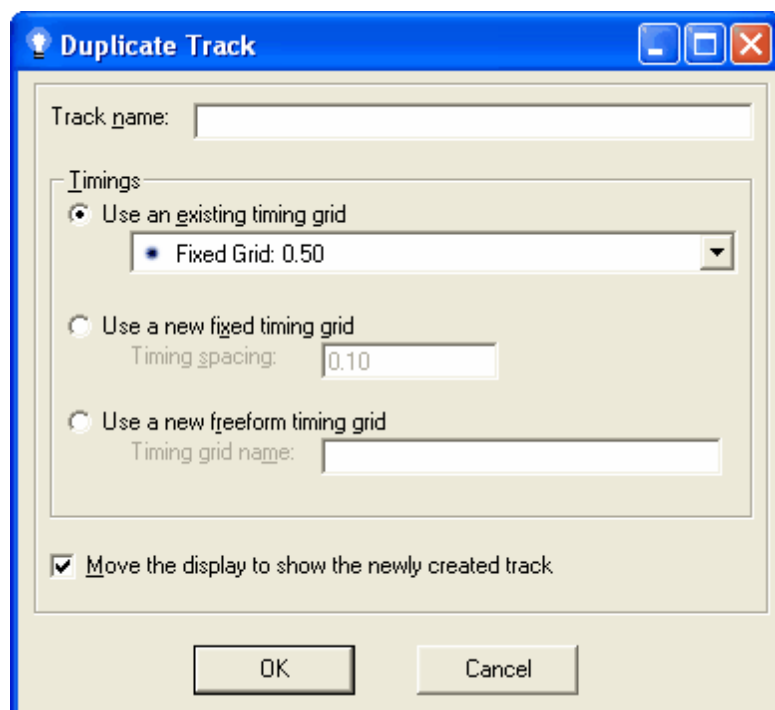 Duplicate Track
Track name:
Timings
Use an existing timing grid
Fixed Grid: 0.50
Use a new fixed timing grid
Timing spacing: 0.10
Use a new freeform timing grid
Timing grid name:
Move the display to show the newly created track
OK Cancel